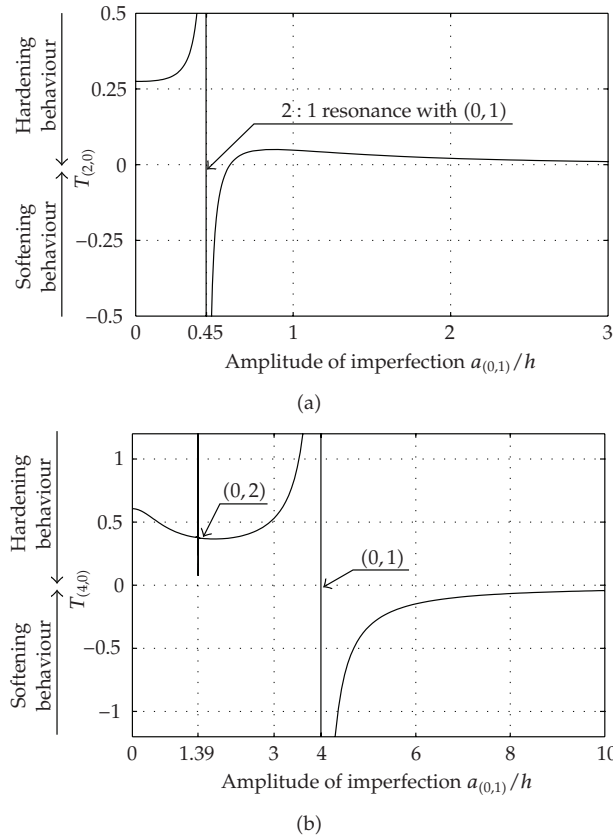 0.5
0.25
0
−0.25
−0.5
Hardening
behaviour
Softening
behaviour
T(2,0)
2 : 1 resonance with (0, 1)
0 0.45 1 2 3
Amplitude of imperfection a(0,1)/h
(a)
1
0.5
0
−0.5
−1
Hardening
behaviour
Softening
behaviour
T(4,0)
(0, 2)
(0, 1)
0 1.39 3 4 6 8 10
Amplitude of imperfection a(0,1)/h
(b)